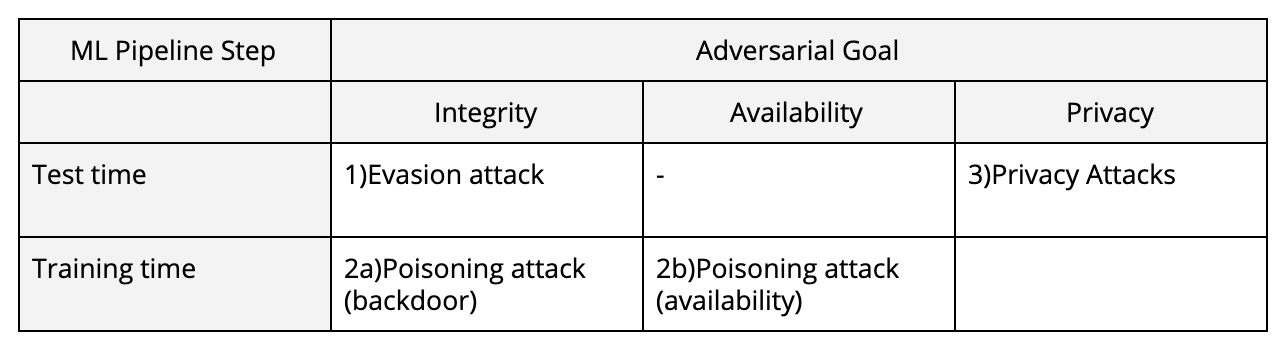 ML Pipeline Step
Adversarial Goal
Integrity
Availability
Privacy
Test time
1)Evasion attack
-
3)Privacy Attacks
Training time
2a)Poisoning attack
(backdoor)
2b)Poisoning attack
(availability)